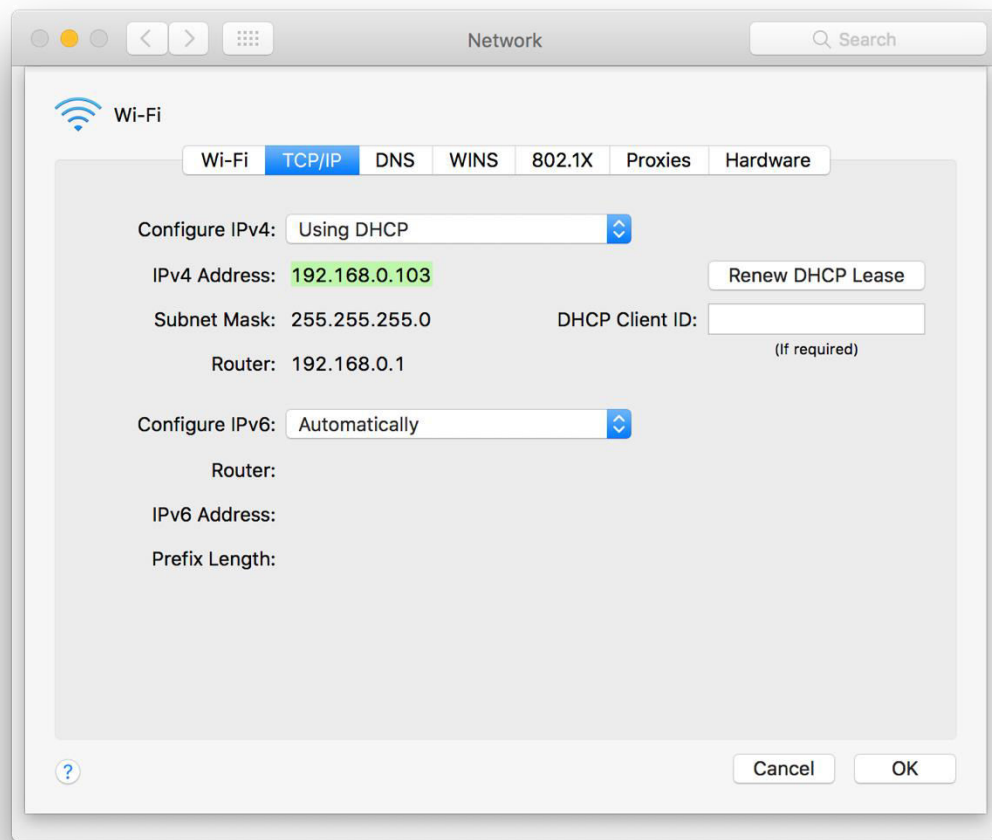 Network
Search
Wi-Fi
Wi-Fi TCP/IP DNS WINS 802.1X Proxies Hardware
Configure IPv4: Using DHCP
IPv4 Address: 192.168.0.103 Renew DHCP Lease
Subnet Mask: 255.255.255.0 DHCP Client ID:
(If required)
Router: 192.168.0.1
Configure IPv6: Automatically
Router:
IPv6 Address:
Prefix Length:
? Cancel OK